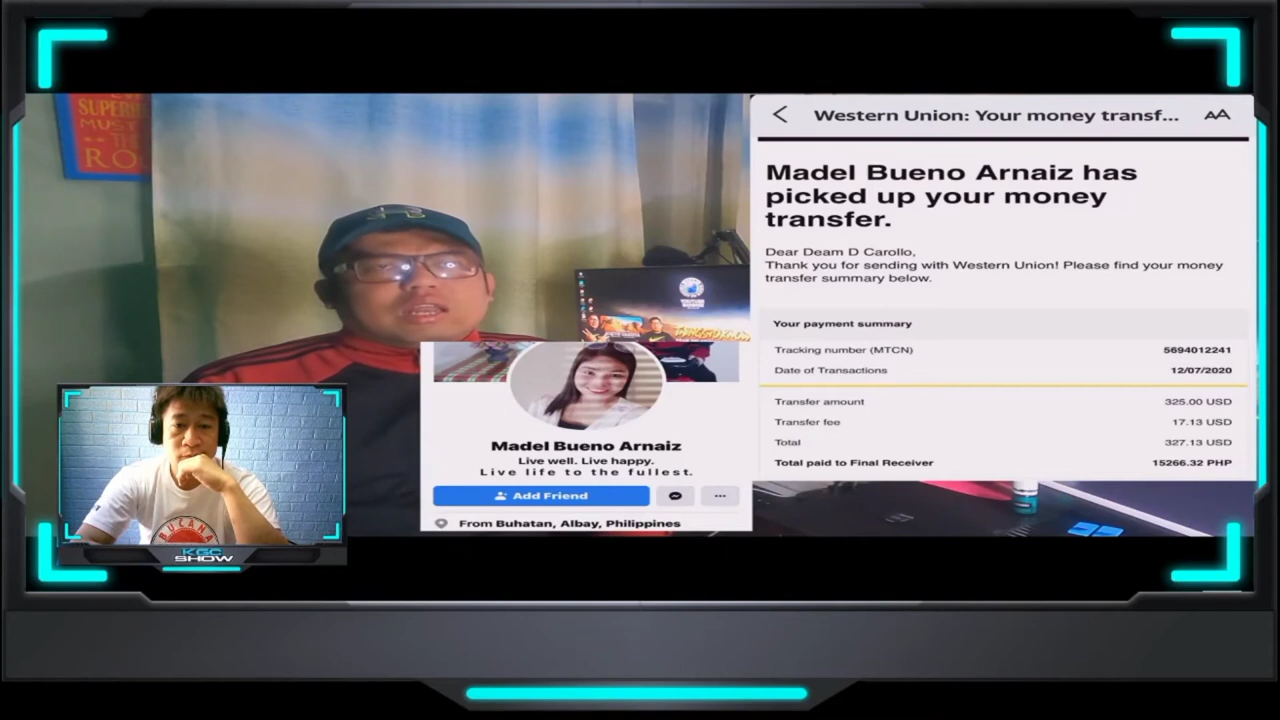 SUPERH
MUST
RO
Western Union: Your money transf...
AA
Madel Bueno Arnaiz has
picked up your money
transfer.
Dear Deam D Carollo,
Thank you for sending with Western Union! Please find your money
transfer summary below.
Your payment summary
Tracking number (MTCN) 5694012241
Date of Transactions 12/07/2020
Transfer amount 325.00 USD
Transfer fee 17.13 USD
Total 327.13 USD
Total paid to Final Receiver 15266.32 PHP
Madel Bueno Arnaiz
Live well. Live happy.
Live life to the fullest.
Add Friend
From Buhatan, Albay, Philippines
BUCANA
KGC
SHOW